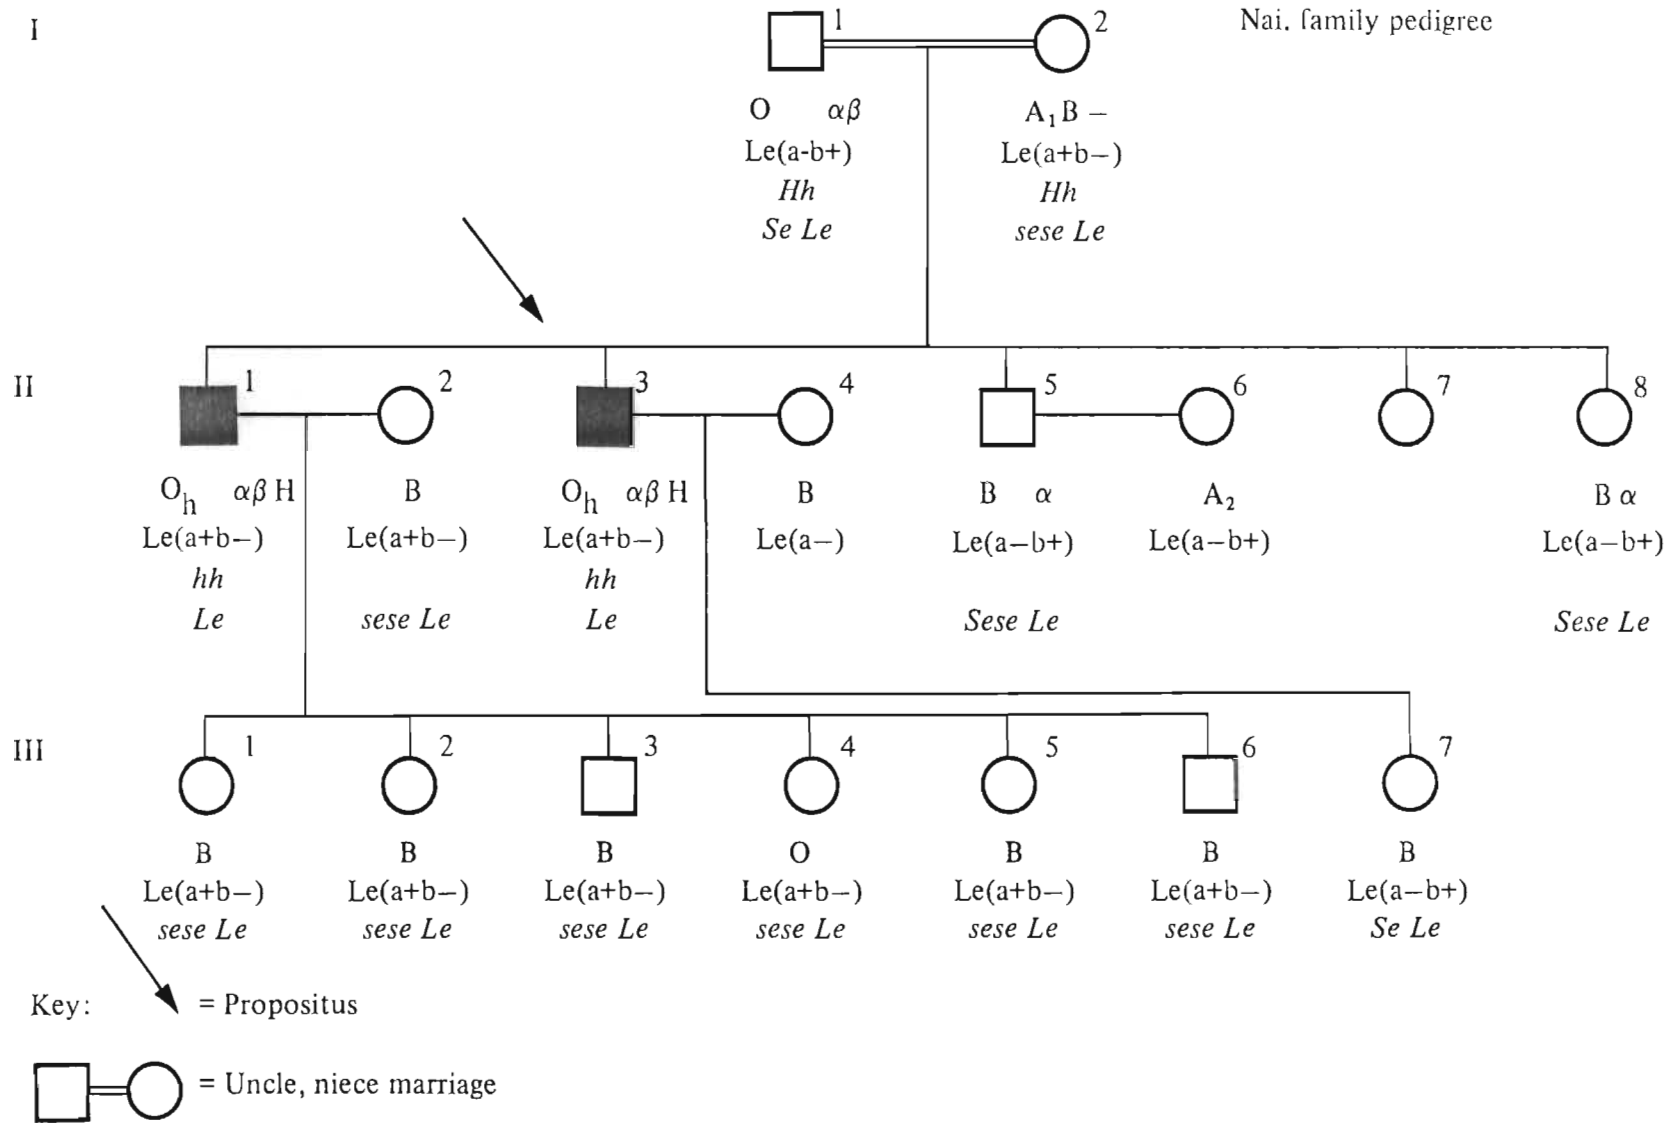 I 1 2 Nai. family pedigree
O αβ A₁B −
Le(a-b+) Le(a+b−)
Hh Hh
Se Le sese Le
II 1 2 3 4 5 6 7 8
Oh αβ H B Oh αβ H B B α A₂ B α
Le(a+b−) Le(a+b−) Le(a+b−) Le(a−) Le(a−b+) Le(a−b+) Le(a−b+)
hh hh
Le sese Le Le Sese Le Sese Le
III 1 2 3 4 5 6 7
B B B O B B B
Le(a+b−) Le(a+b−) Le(a+b−) Le(a+b−) Le(a+b−) Le(a+b−) Le(a−b+)
sese Le sese Le sese Le sese Le sese Le sese Le Se Le
Key: = Propositus
= Uncle, niece marriage